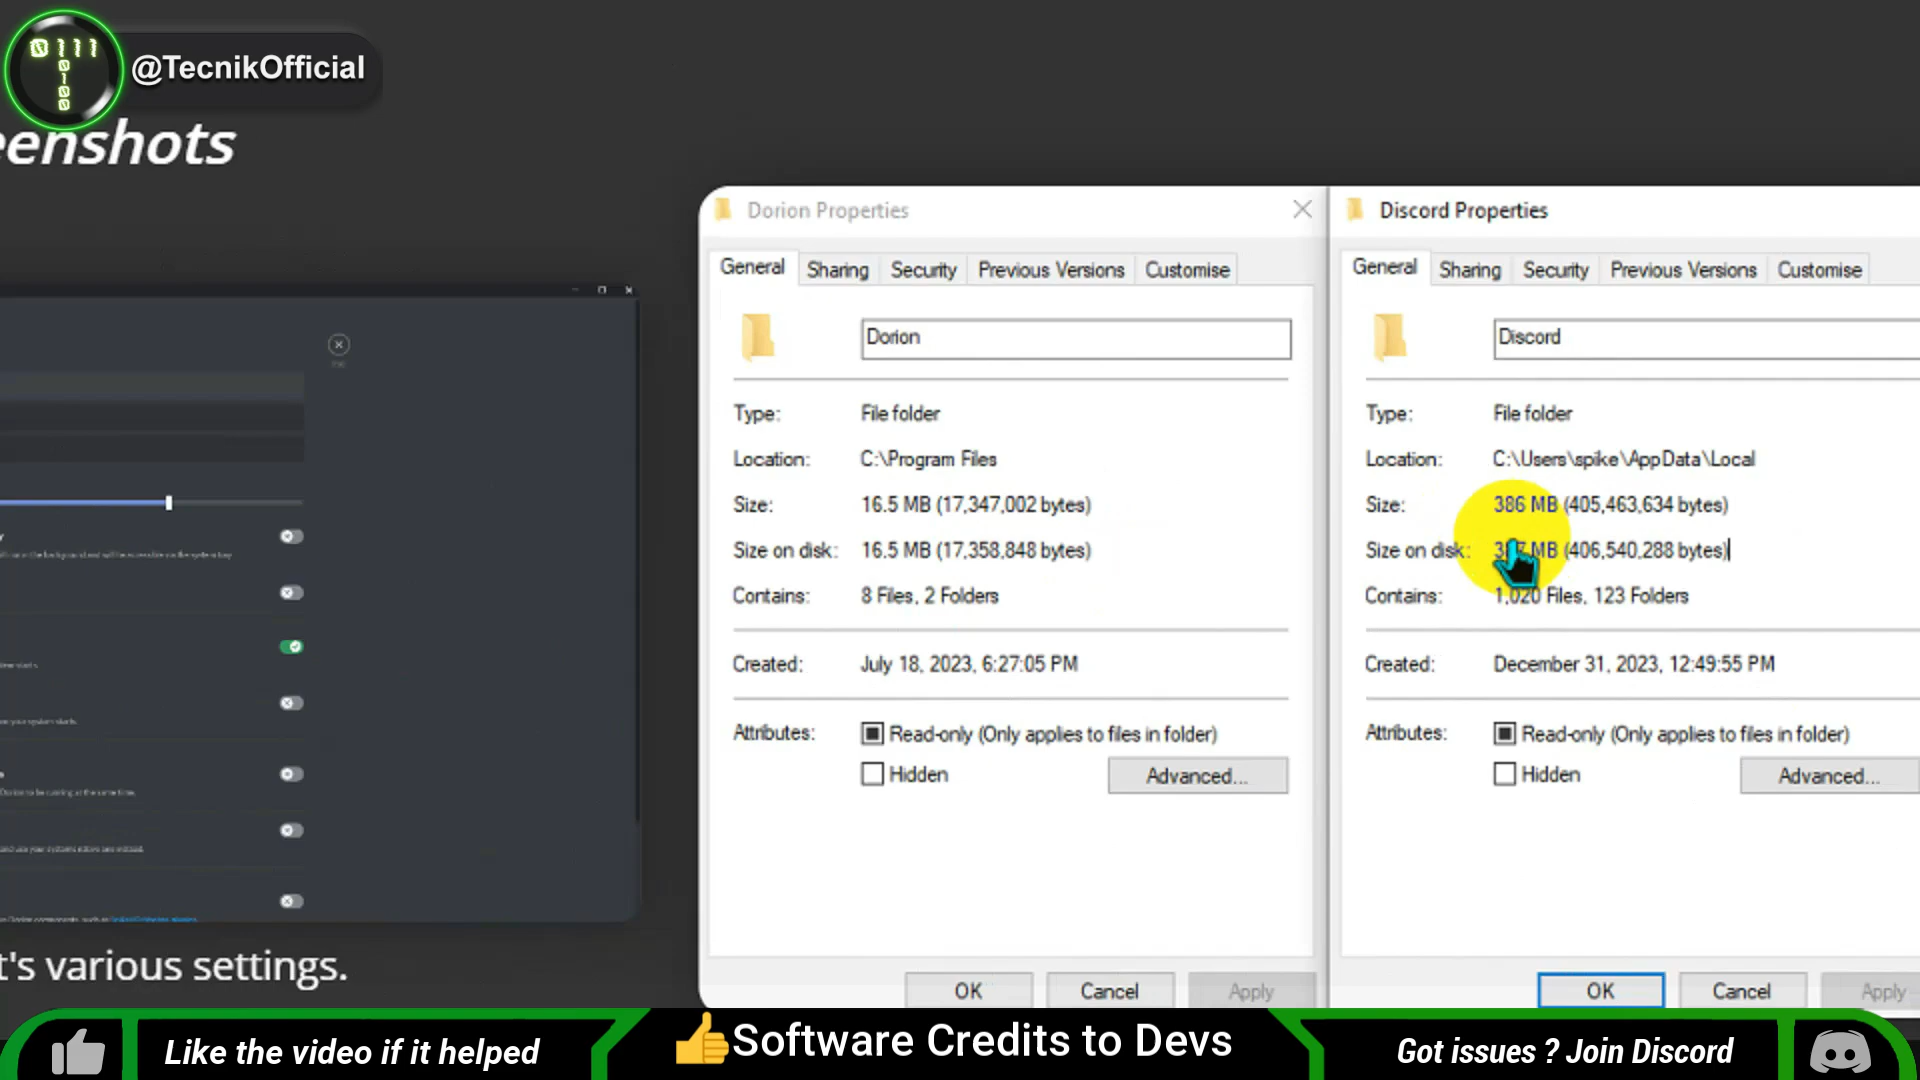 0111
0
1
0
0
@TecnikOfficial
eenshots
t's various settings.
Dorion Properties
General Sharing Security Previous Versions Customise
Dorion
Type: File folder
Location: C:\Program Files
Size: 16.5 MB (17,347,002 bytes)
Size on disk: 16.5 MB (17,358,848 bytes)
Contains: 8 Files, 2 Folders
Created: July 18, 2023, 6:27:05 PM
Attributes: Read-only (Only applies to files in folder)
Hidden Advanced...
OK Cancel Apply
Discord Properties
General Sharing Security Previous Versions Customise
Discord
Type: File folder
Location: C:\Users\spike\AppData\Local
Size: 386 MB (405,463,634 bytes)
Size on disk: MB (406,540,288 bytes)
Contains: 1,020 Files, 123 Folders
Created: December 31, 2023, 12:49:55 PM
Attributes: Read-only (Only applies to files in folder)
Hidden Advanced...
OK Cancel Apply
Like the video if it helped
Software Credits to Devs
Got issues ? Join Discord